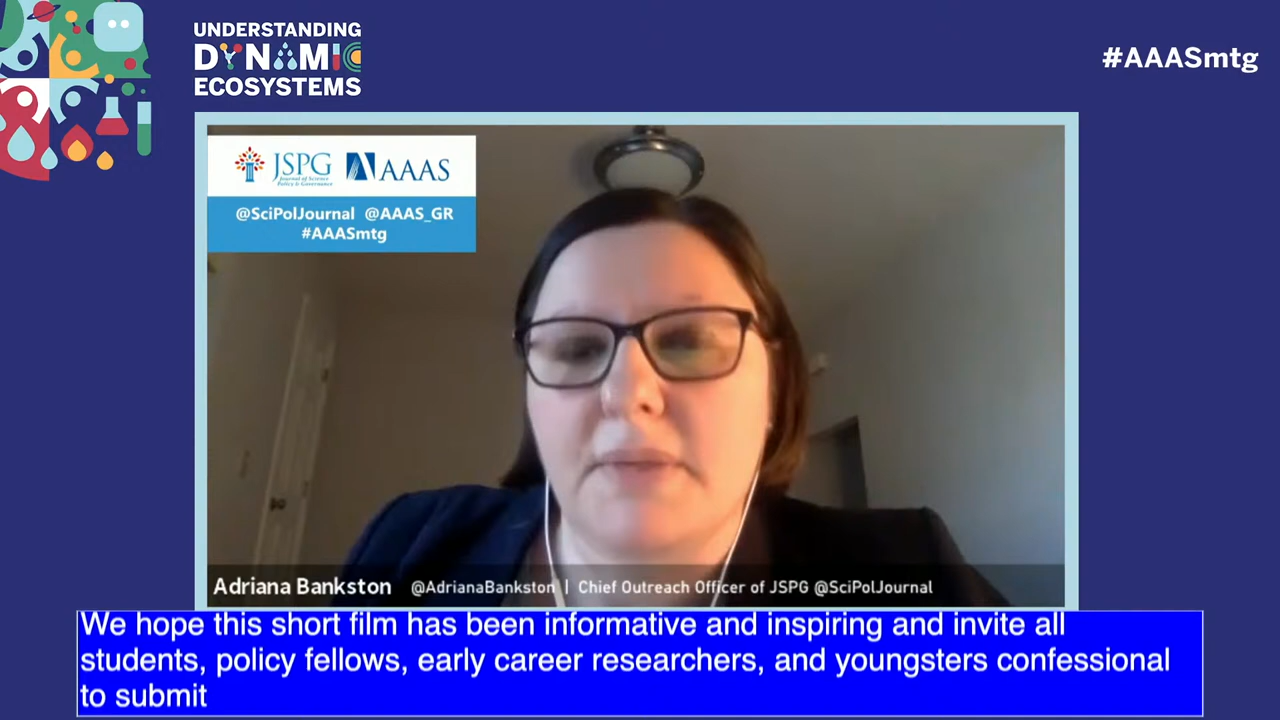 UNDERSTANDING
DYNAMIC
ECOSYSTEMS
#AAASmtg
JSPG
Journal of Science
Policy & Governance
AAAS
@SciPolJournal @AAAS_GR
#AAASmtg
Adriana Bankston @AdrianaBankston | Chief Outreach Officer of JSPG @SciPolJournal
We hope this short film has been informative and inspiring and invite all
students, policy fellows, early career researchers, and youngsters confessional
to submit